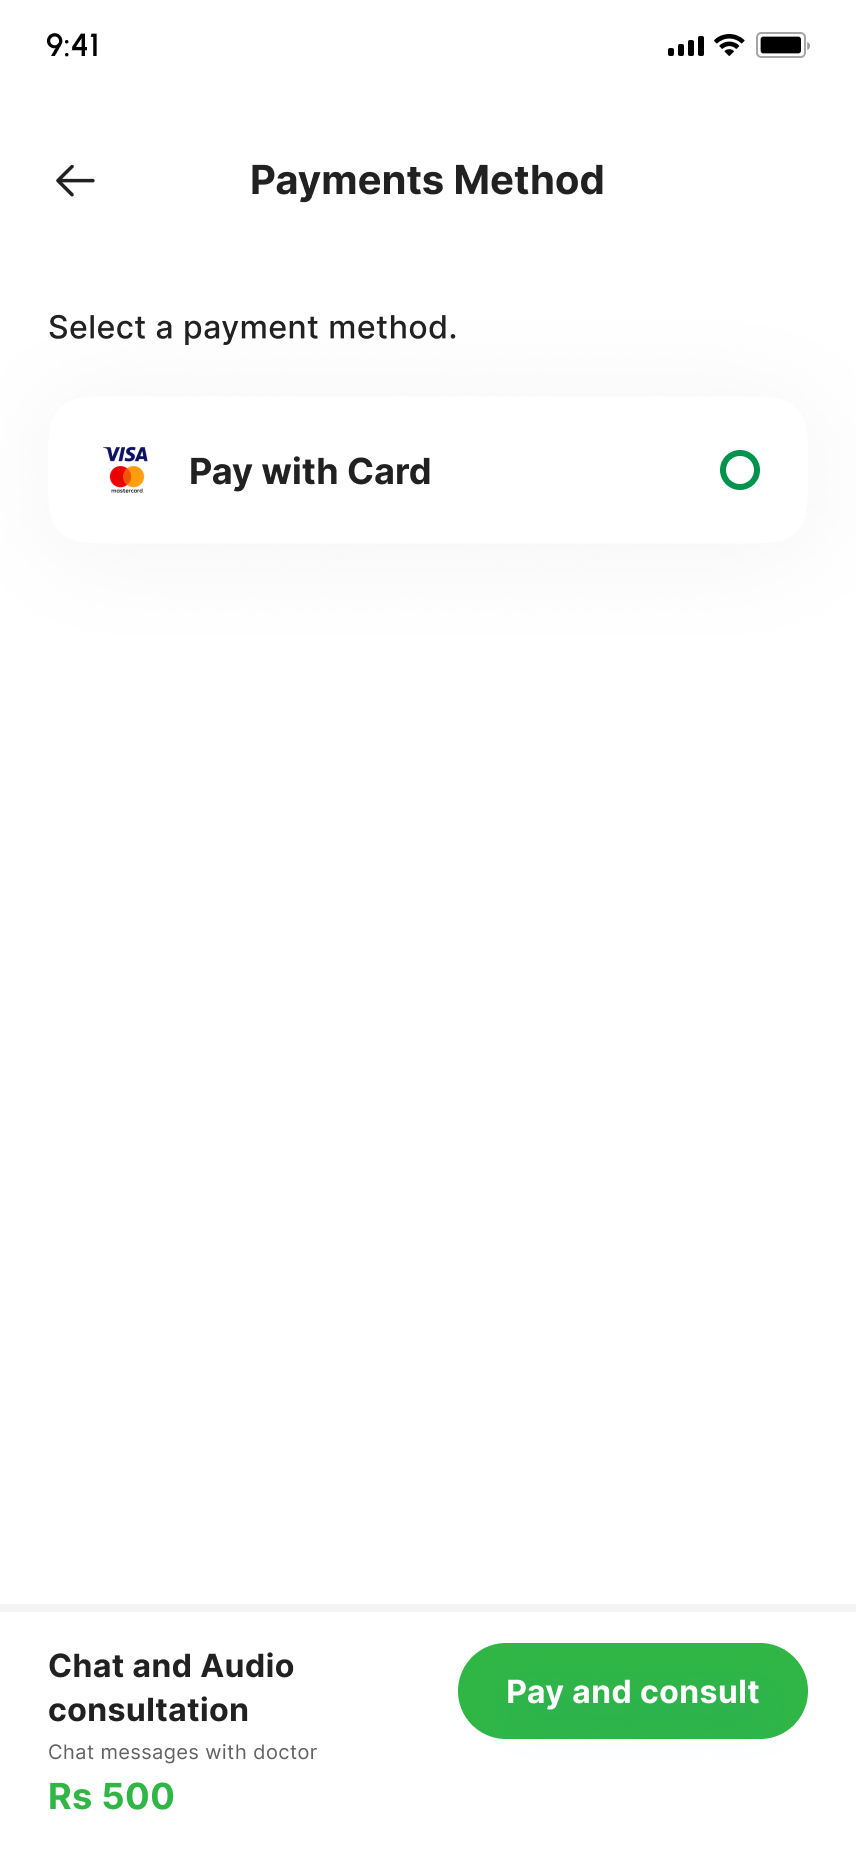 9:41
Payments Method
Select a payment method.
VISA
mastercard
Pay with Card
Chat and Audio
consultation
Chat messages with doctor
Rs 500
Pay and consult